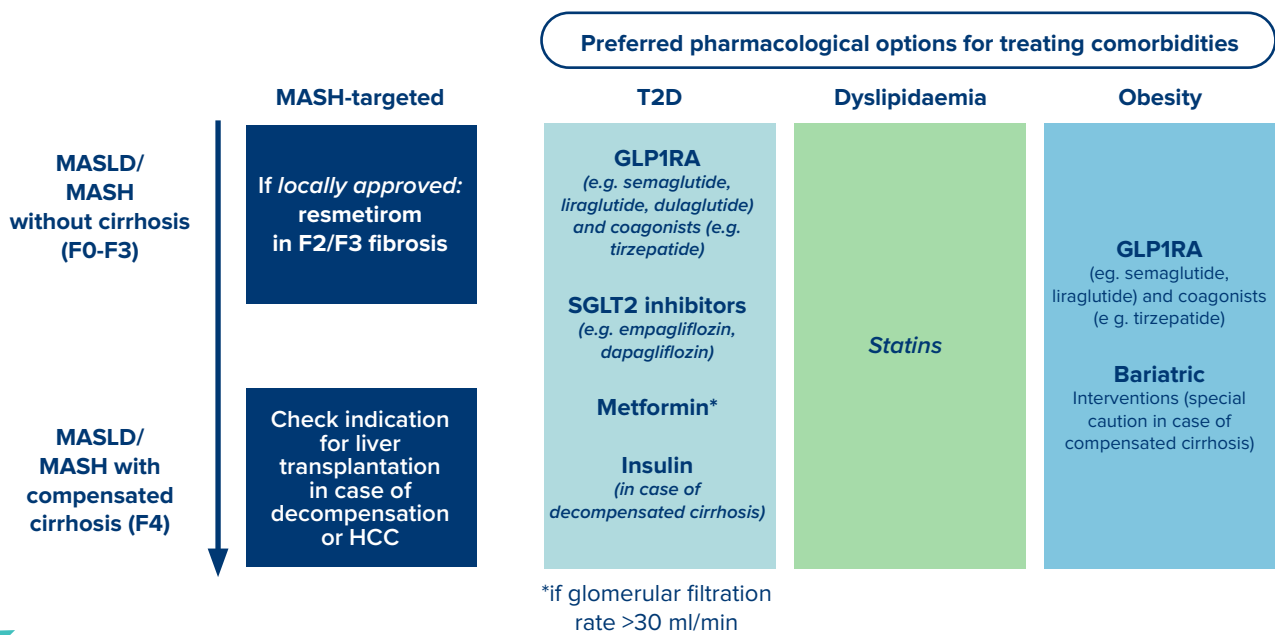 Preferred pharmacological options for treating comorbidities
MASH-targeted
T2D
Dyslipidaemia
Obesity
MASLD/
MASH
without cirrhosis
(F0-F3)
If locally approved:
resmetirom
in F2/F3 fibrosis
GLP1RA
(e.g. semaglutide,
liraglutide, dulaglutide)
and coagonists (e.g.
tirzepatide)
SGLT2 inhibitors
(e.g. empagliflozin,
dapagliflozin)
Metformin*
Insulin
(in case of
decompensated cirrhosis)
Statins
GLP1RA
(eg. semaglutide,
liraglutide) and coagonists
(e g. tirzepatide)
Bariatric
Interventions (special
caution in case of
compensated cirrhosis)
MASLD/
MASH with
compensated
cirrhosis (F4)
Check indication
for liver
transplantation
in case of
decompensation
or HCC
*if glomerular filtration
rate >30 ml/min